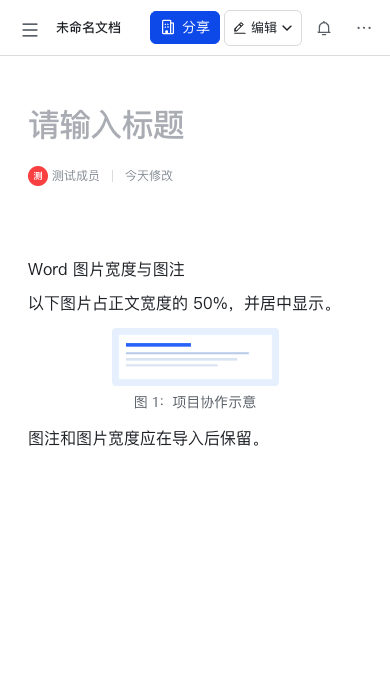 未命名文档
分享
编辑
请输入标题
测
测试成员
今天修改
Word 图片宽度与图注
以下图片占正文宽度的 50%，并居中显示。
图 1：项目协作示意
图注和图片宽度应在导入后保留。